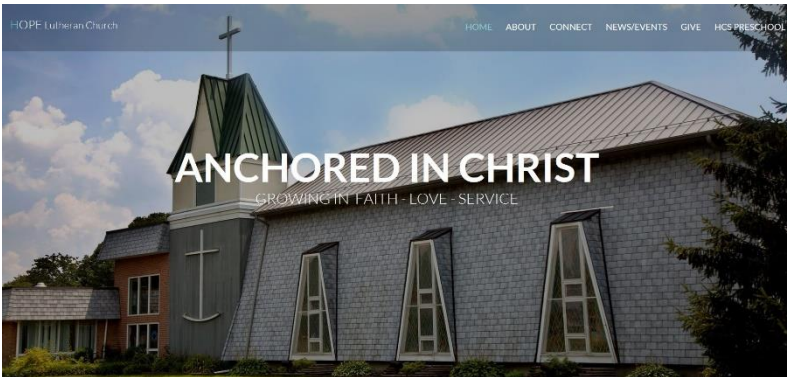 HOPE Lutheran Church
HOME ABOUT CONNECT NEWS/EVENTS GIVE HCS PRESCHOOL
ANCHORED IN CHRIST
GROWING IN FAITH - LOVE - SERVICE